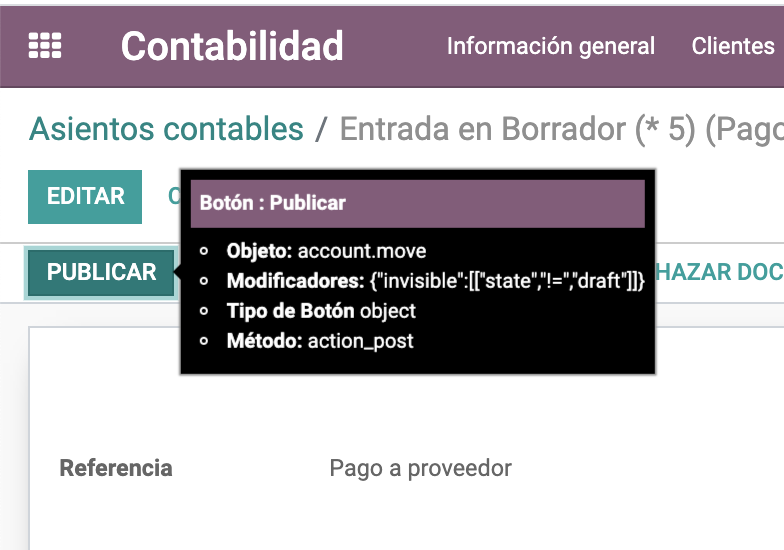 Contabilidad
Información general
Clientes
Asientos contables / Entrada en Borrador (* 5) (Pago
EDITAR
Botón : Publicar
Objeto: account.move
Modificadores: {"invisible":[["state","!=","draft"]]}
Tipo de Botón object
Método: action_post
PUBLICAR
HAZAR DOC
Referencia
Pago a proveedor